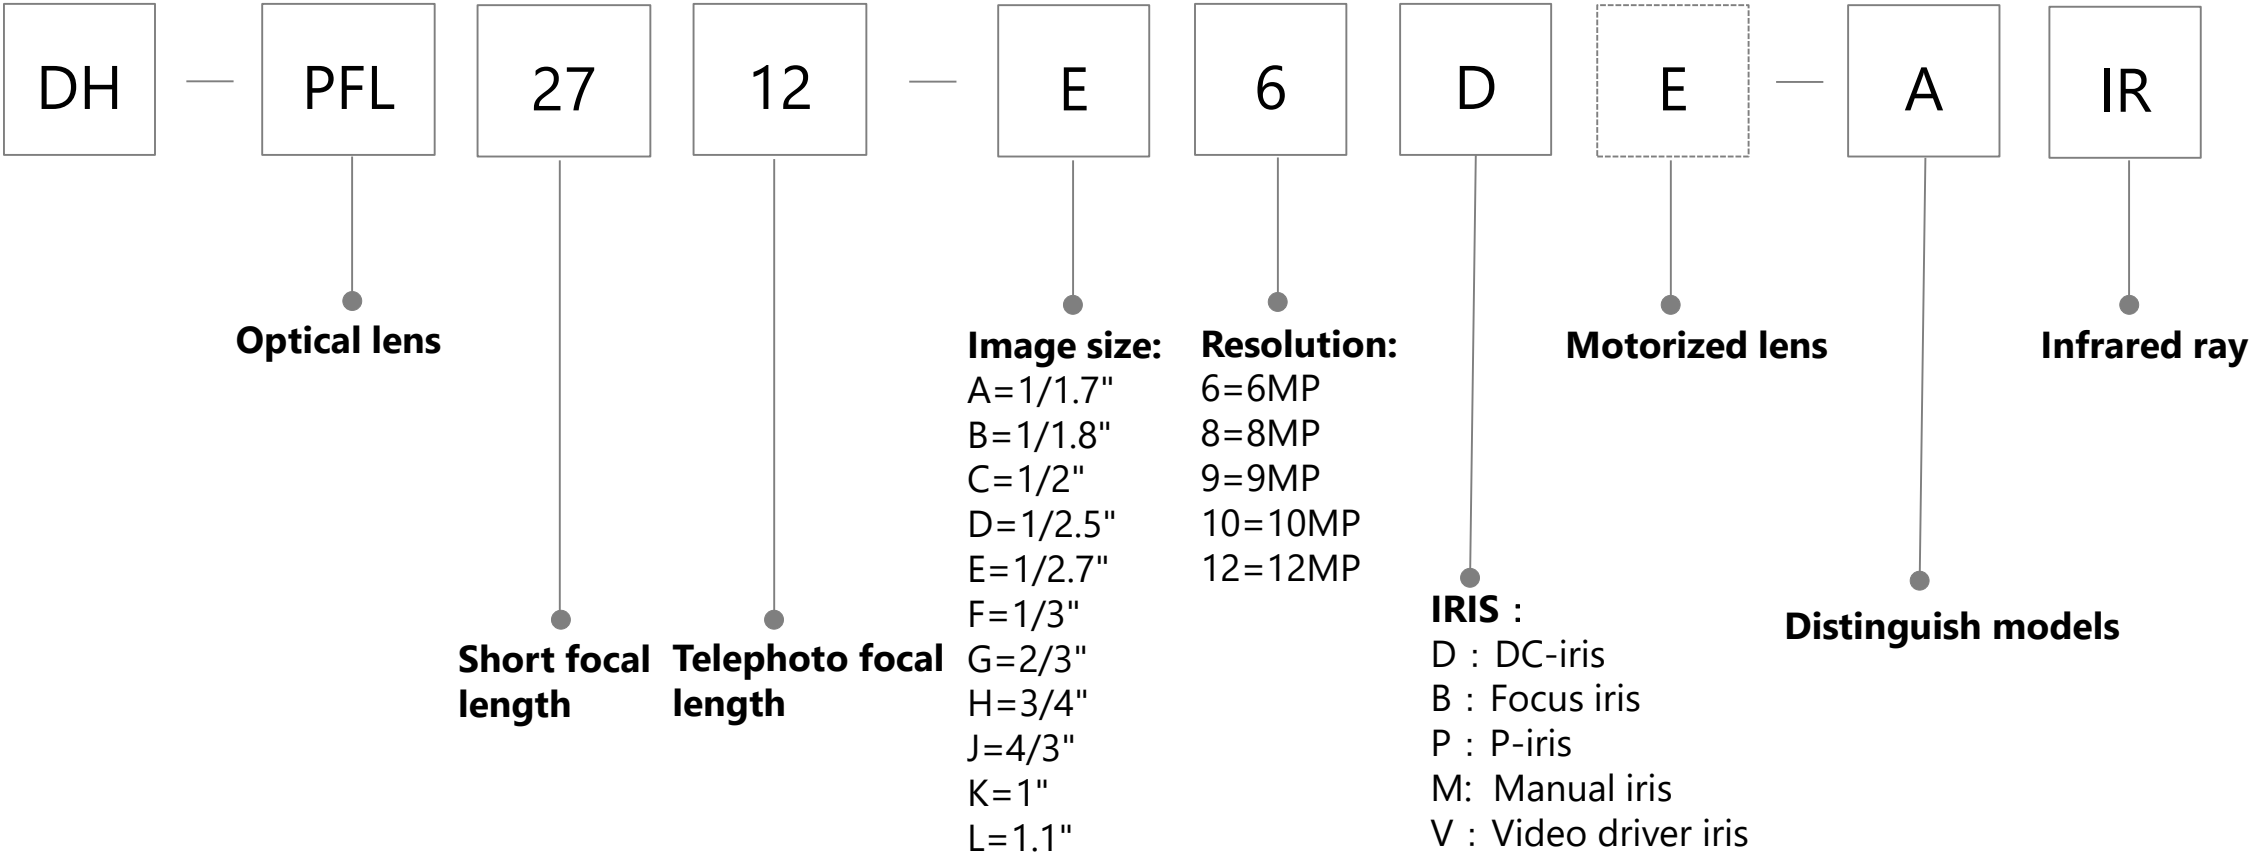 DH — PFL 27 12 — E 6 D E — A IR
Optical lens
Short focal
length
Telephoto focal
length
Image size:
A=1/1.7"
B=1/1.8"
C=1/2"
D=1/2.5"
E=1/2.7"
F=1/3"
G=2/3"
H=3/4"
J=4/3"
K=1"
L=1.1"
Resolution:
6=6MP
8=8MP
9=9MP
10=10MP
12=12MP
IRIS：
D：DC-iris
B：Focus iris
P：P-iris
M: Manual iris
V：Video driver iris
Motorized lens
Distinguish models
Infrared ray